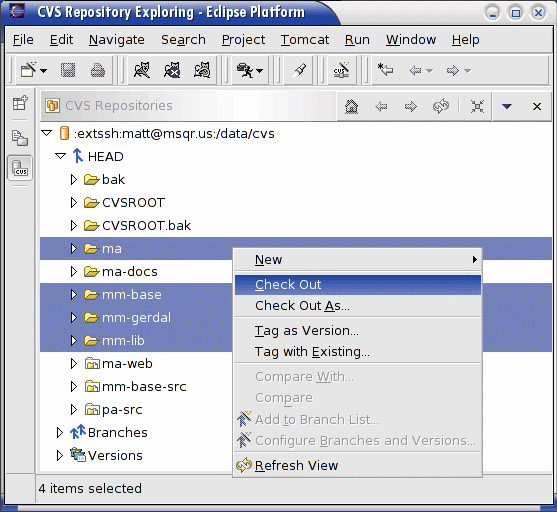 CVS Repository Exploring - Eclipse Platform
File Edit Navigate Search Project Tomcat Run Window Help
CVS Repositories
:extssh:matt@msqr.us:/data/cvs
HEAD
bak
CVSROOT
CVSROOT.bak
ma
ma-docs
mm-base
mm-gerdal
mm-lib
ma-web
mm-base-src
pa-src
Branches
Versions
New
Check Out
Check Out As...
Tag as Version...
Tag with Existing...
Compare With...
Compare
Add to Branch List...
Configure Branches and Versions...
Refresh View
CVS
4 items selected